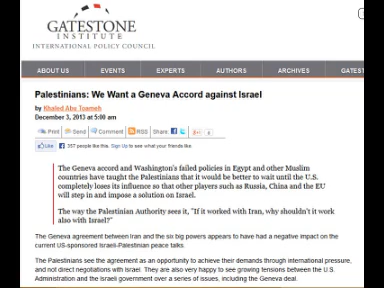 GATESTONE
INSTITUTE
INTERNATIONAL POLICY COUNCIL
ABOUT US EVENTS EXPERTS AUTHORS ARCHIVES GATEST
Palestinians: We Want a Geneva Accord against Israel
by Khaled Abu Toameh
December 3, 2013 at 5:00 am
Print Send Comment RSS Share:
Like 357 people like this. Sign Up to see what your friends like
The Geneva accord and Washington's failed policies in Egypt and other Muslim
countries have taught the Palestinians that it would be better to wait until the U.S.
completely loses its influence so that other players such as Russia, China and the EU
will step in and impose a solution on Israel.
The way the Palestinian Authority sees it, "If it worked with Iran, why shouldn't it work
also with Israel?"
The Geneva agreement between Iran and the six big powers appears to have had a negative impact on the
current US-sponsored Israeli-Palestinian peace talks.
The Palestinians see the agreement as an opportunity to achieve their demands through international pressure,
and not direct negotiations with Israel. They are also very happy to see growing tensions between the U.S.
Administration and the Israeli government over a series of issues, including the Geneva deal.